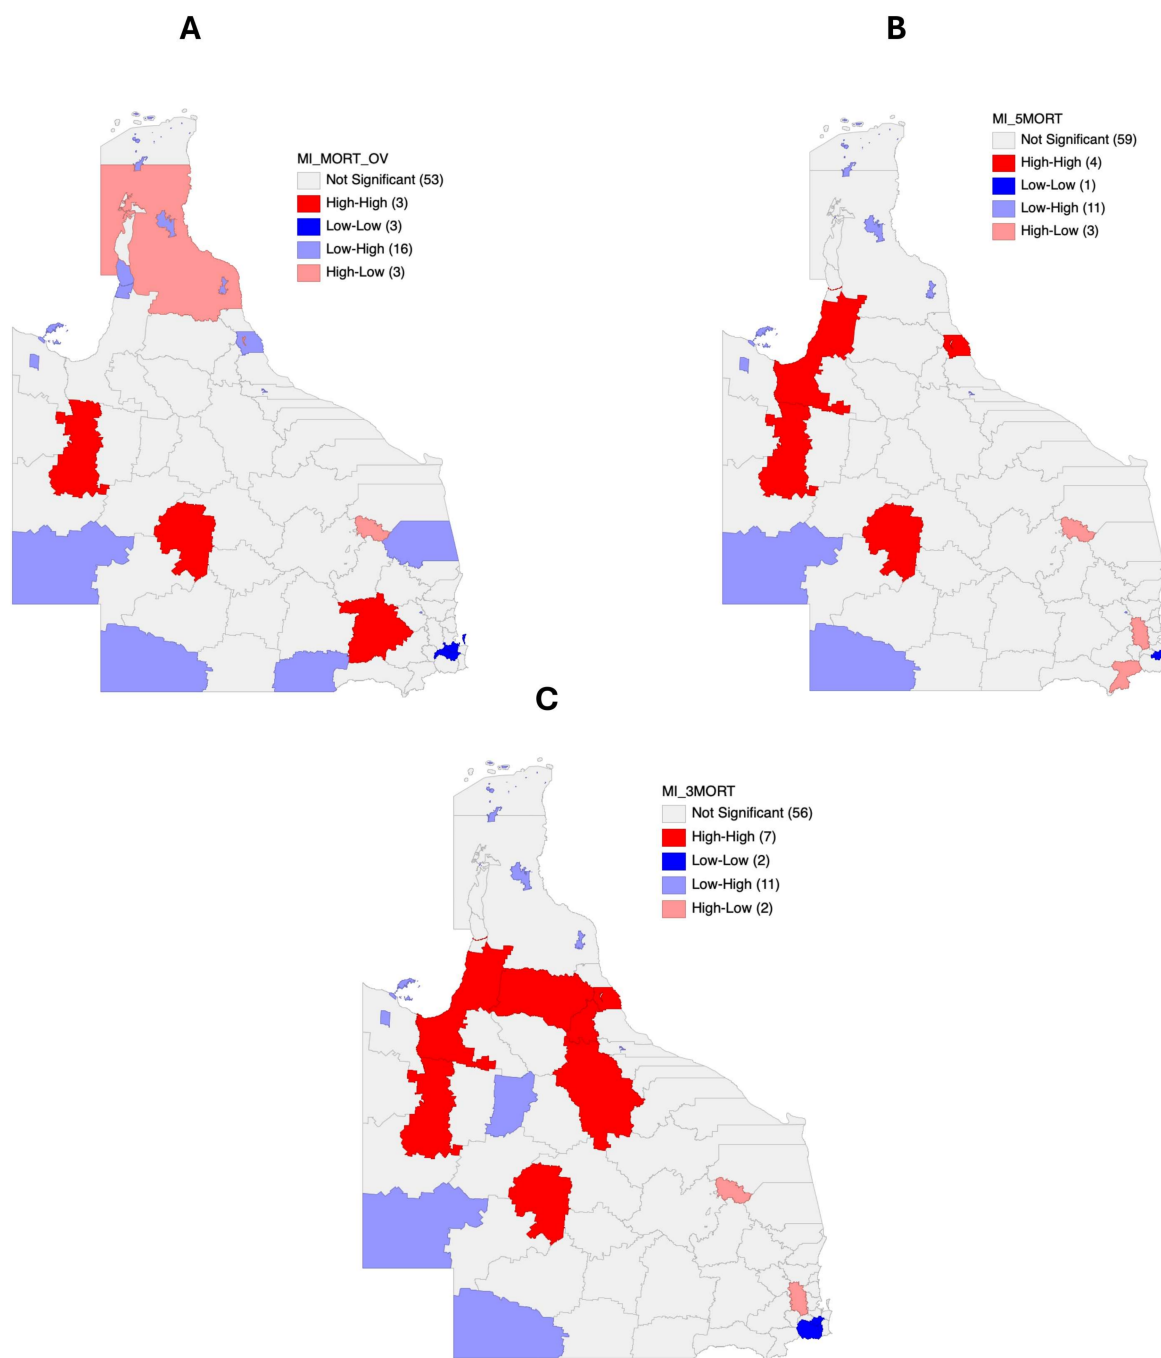 A
MI_MORT_OV
Not Significant (53)
High-High (3)
Low-Low (3)
Low-High (16)
High-Low (3)
B
MI_5MORT
Not Significant (59)
High-High (4)
Low-Low (1)
Low-High (11)
High-Low (3)
C
MI_3MORT
Not Significant (56)
High-High (7)
Low-Low (2)
Low-High (11)
High-Low (2)